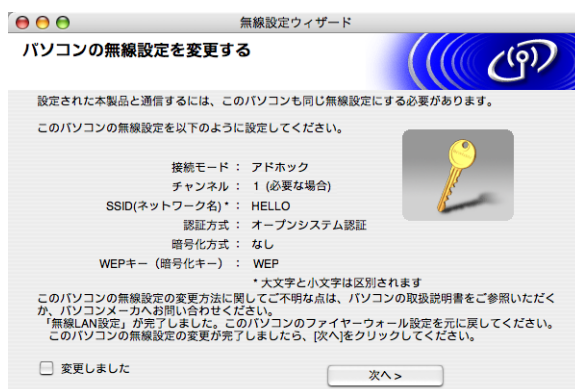 無線設定ウィザード
パソコンの無線設定を変更する
設定された本製品と通信するには、このパソコンも同じ無線設定にする必要があります。
このパソコンの無線設定を以下のように設定してください。
接続モード : アドホック
チャンネル : 1 (必要な場合)
SSID(ネットワーク名)* : HELLO
認証方式 : オープンシステム認証
暗号化方式 : なし
WEPキー（暗号化キー） : WEP
* 大文字と小文字は区別されます
このパソコンの無線設定の変更方法に関してご不明な点は、パソコンの取扱説明書をご参照いただく
か、パソコンメーカへお問い合わせください。
「無線LAN設定」が完了しました。このパソコンのファイヤーウォール設定を元に戻してください。
このパソコンの無線設定の変更が完了しましたら、[次へ]をクリックしてください。
変更しました
次へ >